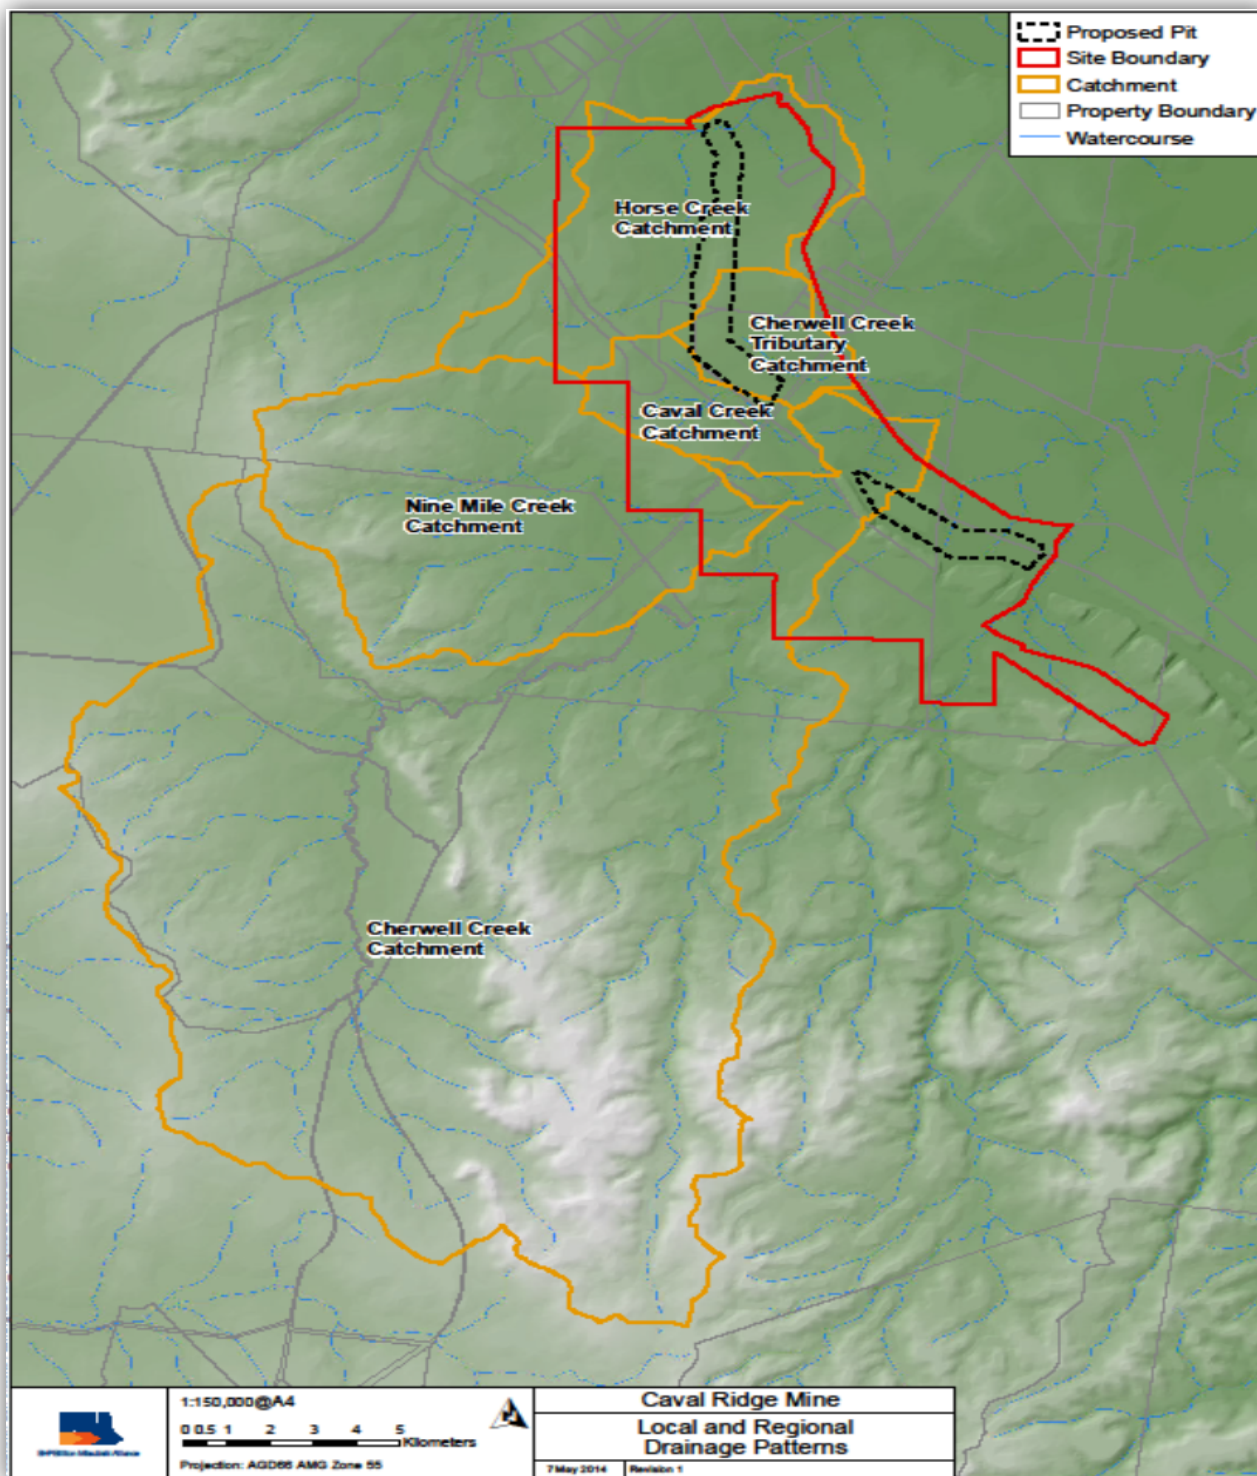 Proposed Pit
Site Boundary
Catchment
Property Boundary
Watercourse
Horse Creek
Catchment
Cherwell Creek
Tributary
Catchment
Caval Creek
Catchment
Nine Mile Creek
Catchment
Cherwell Creek
Catchment
1:150,000@A4
0 0.5 1 2 3 4 5
Kilometers
Projection: AGD66 AMG Zone 55
Caval Ridge Mine
Local and Regional
Drainage Patterns
7 May 2014 Revision 1